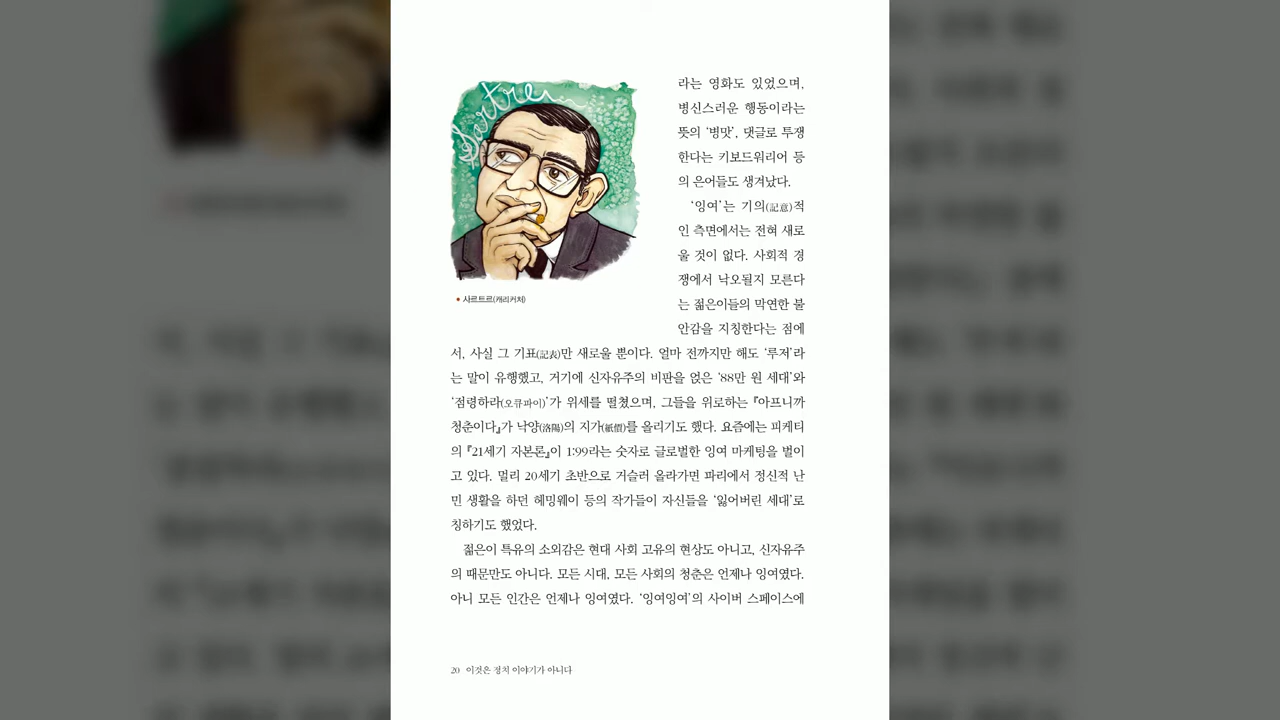 Sartre
라는 영화도 있었으며,
병신스러운 행동이라는
뜻의 ‘병맛’, 댓글로 투쟁
한다는 키보드워리어 등
의 은어들도 생겨났다.
‘잉여’는 기의(記意)적
인 측면에서는 전혀 새로
울 것이 없다. 사회적 경
쟁에서 낙오될지 모른다
는 젊은이들의 막연한 불
안감을 지칭한다는 점에
• 사르트르(캐리커처)
서, 사실 그 기표(記表)만 새로울 뿐이다. 얼마 전까지만 해도 ‘루저’라
는 말이 유행했고, 거기에 신자유주의 비판을 얹은 ‘88만 원 세대’와
‘점령하라(오큐파이)’가 위세를 떨쳤으며, 그들을 위로하는 『아프니까
청춘이다』가 낙양(洛陽)의 지가(紙價)를 올리기도 했다. 요즘에는 피케티
의 『21세기 자본론』이 1:99라는 숫자로 글로벌한 잉여 마케팅을 벌이
고 있다. 멀리 20세기 초반으로 거슬러 올라가면 파리에서 정신적 난
민 생활을 하던 헤밍웨이 등의 작가들이 자신들을 ‘잃어버린 세대’로
칭하기도 했었다.
젊은이 특유의 소외감은 현대 사회 고유의 현상도 아니고, 신자유주
의 때문만도 아니다. 모든 시대, 모든 사회의 청춘은 언제나 잉여였다.
아니 모든 인간은 언제나 잉여였다. ‘잉여잉여’의 사이버 스페이스에
20 이것은 정치 이야기가 아니다